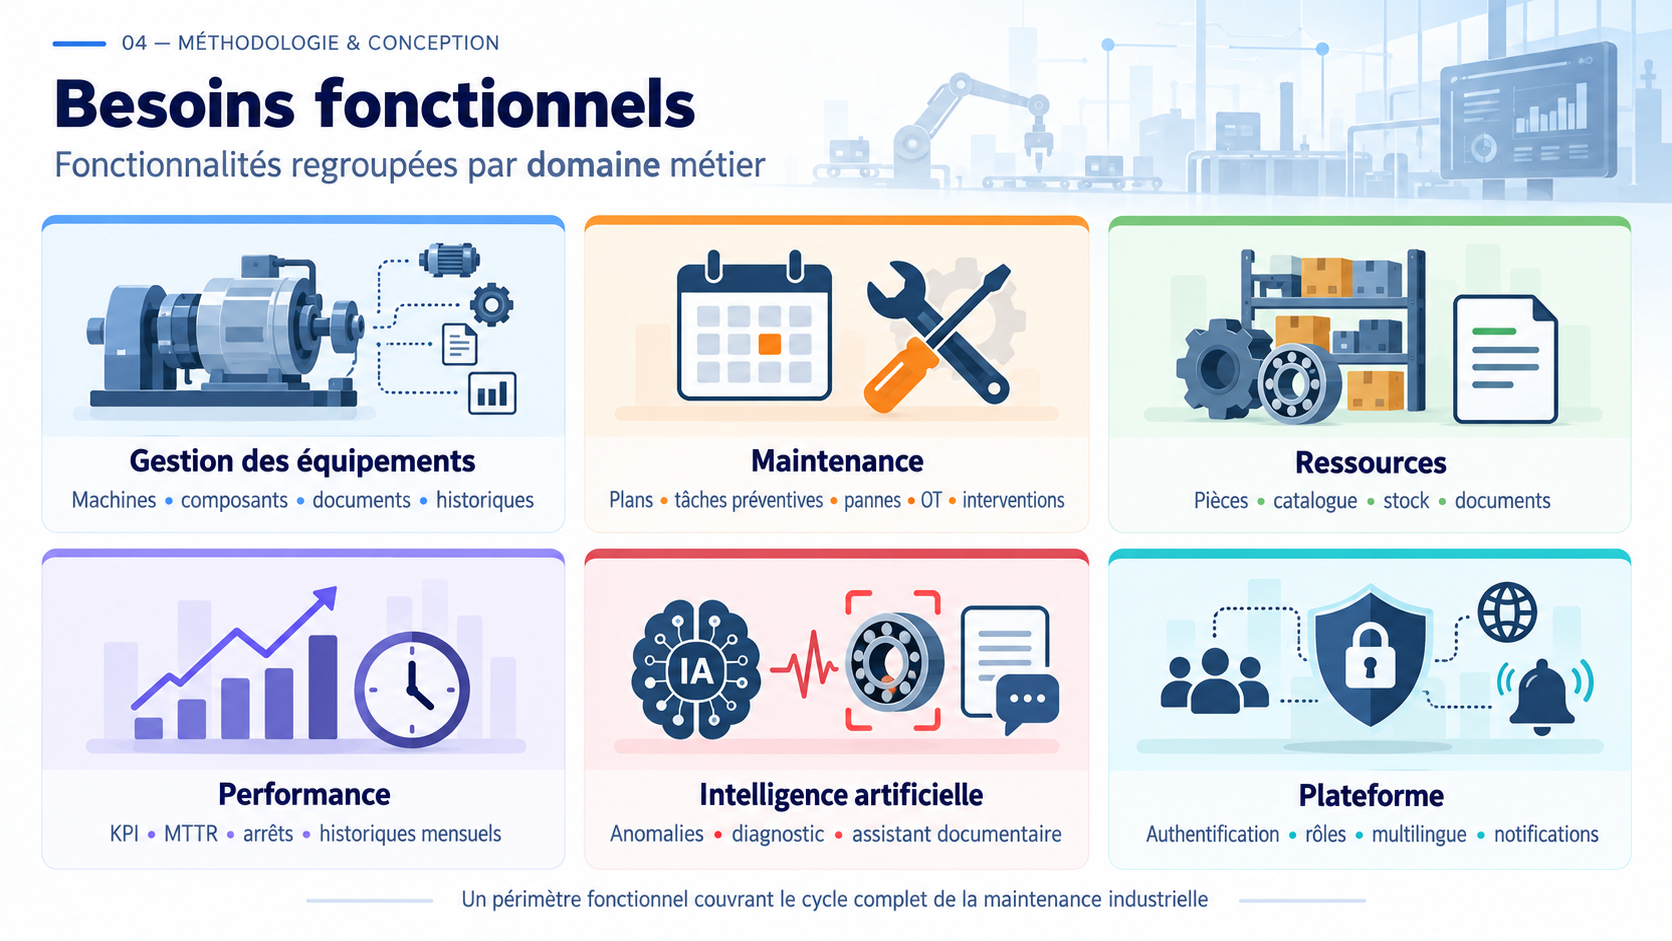 04 — MÉTHODOLOGIE & CONCEPTION
Besoins fonctionnels
Fonctionnalités regroupées par domaine métier
Gestion des équipements
Machines • composants • documents • historiques
Maintenance
Plans • tâches préventives • pannes • OT • interventions
Ressources
Pièces • catalogue • stock • documents
Performance
KPI • MTTR • arrêts • historiques mensuels
IA
Intelligence artificielle
Anomalies • diagnostic • assistant documentaire
Plateforme
Authentification • rôles • multilingue • notifications
Un périmètre fonctionnel couvrant le cycle complet de la maintenance industrielle